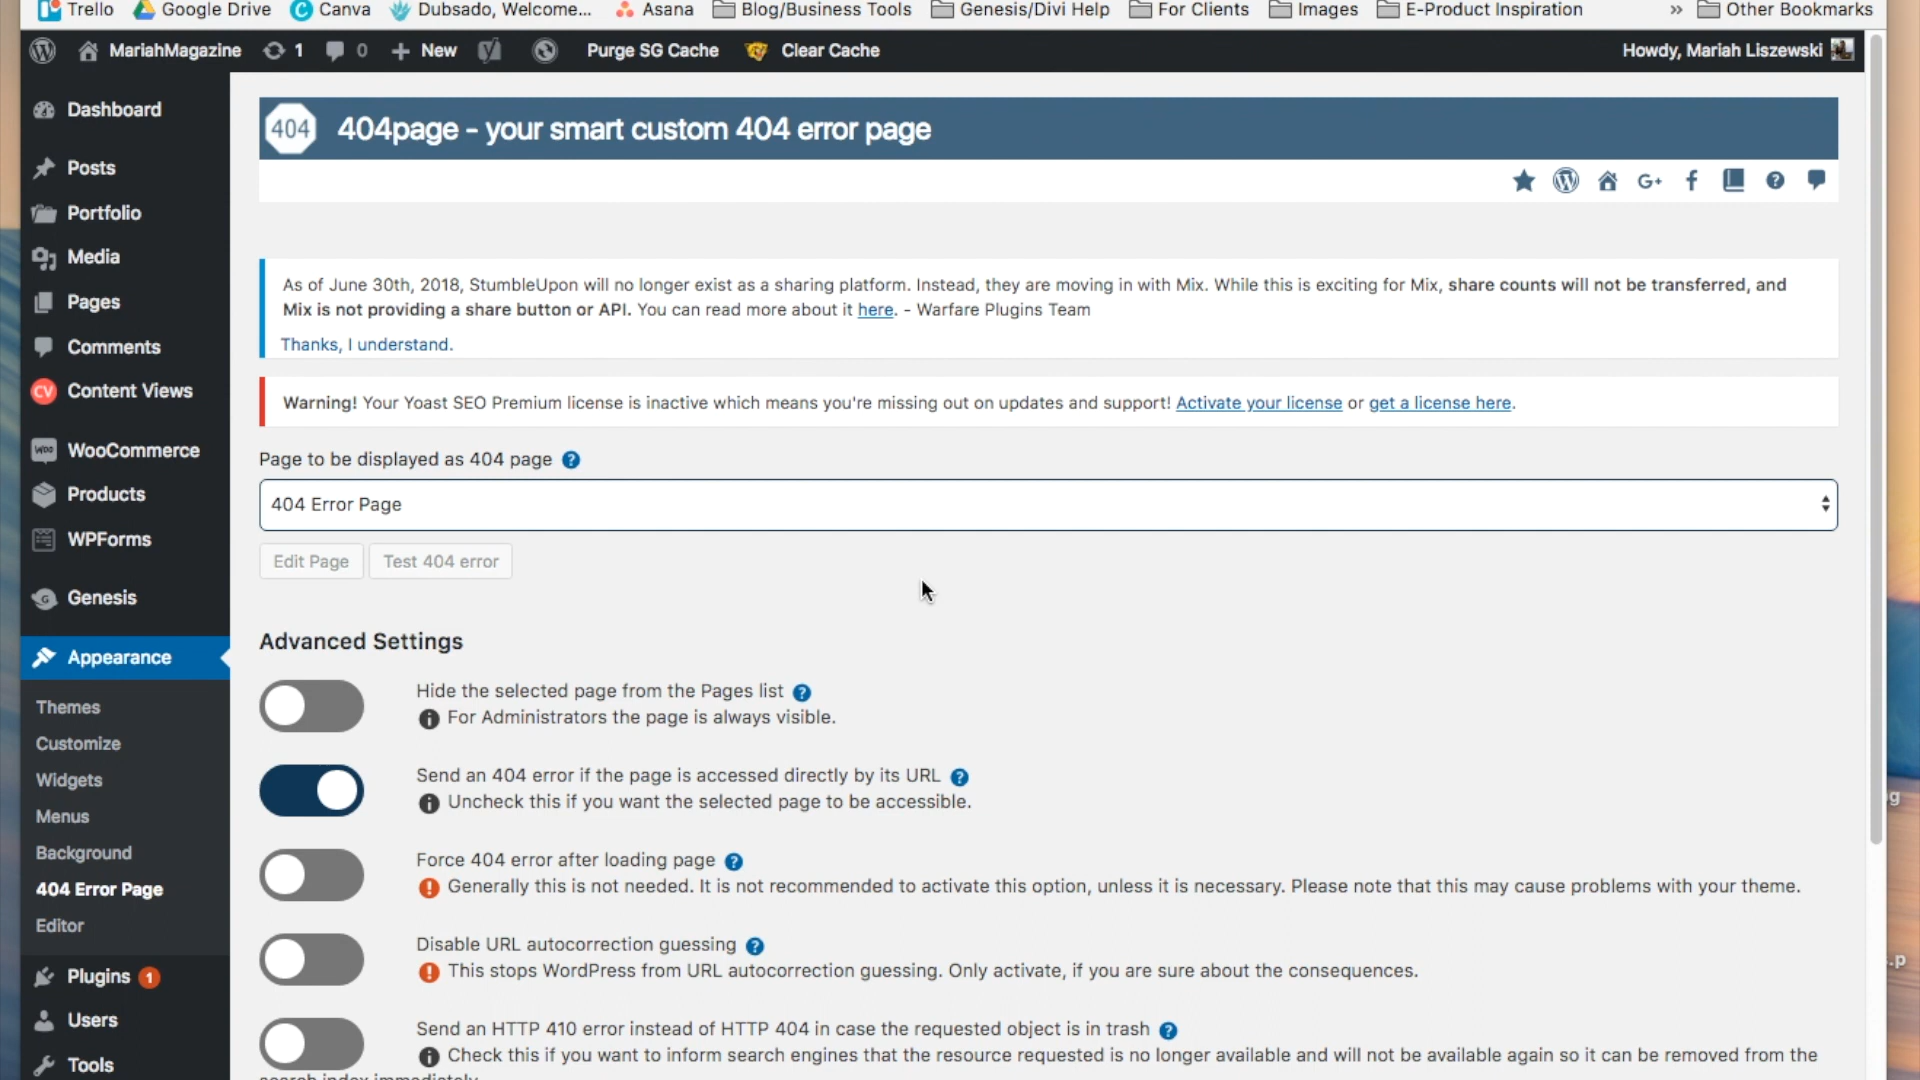 Trello Google Drive Canva Dubsado, Welcome... Asana Blog/Business Tools Genesis/Divi Help For Clients Images E-Product Inspiration » Other Bookmarks
MariahMagazine 1 0 + New Purge SG Cache Clear Cache Howdy, Mariah Liszewski
Dashboard
Posts
Portfolio
Media
Pages
Comments
CV Content Views
Woo WooCommerce
Products
WPForms
G Genesis
Appearance
Themes
Customize
Widgets
Menus
Background
404 Error Page
Editor
Plugins 1
Users
Tools
404 404page - your smart custom 404 error page
G+ f ?
As of June 30th, 2018, StumbleUpon will no longer exist as a sharing platform. Instead, they are moving in with Mix. While this is exciting for Mix, share counts will not be transferred, and
Mix is not providing a share button or API. You can read more about it here. - Warfare Plugins Team
Thanks, I understand.
Warning! Your Yoast SEO Premium license is inactive which means you're missing out on updates and support! Activate your license or get a license here.
Page to be displayed as 404 page ?
404 Error Page
Edit Page Test 404 error
Advanced Settings
Hide the selected page from the Pages list ?
For Administrators the page is always visible.
Send an 404 error if the page is accessed directly by its URL ?
Uncheck this if you want the selected page to be accessible.
Force 404 error after loading page ?
Generally this is not needed. It is not recommended to activate this option, unless it is necessary. Please note that this may cause problems with your theme.
Disable URL autocorrection guessing ?
This stops WordPress from URL autocorrection guessing. Only activate, if you are sure about the consequences.
Send an HTTP 410 error instead of HTTP 404 in case the requested object is in trash ?
Check this if you want to inform search engines that the resource requested is no longer available and will not be available again so it can be removed from the
search index immediately.